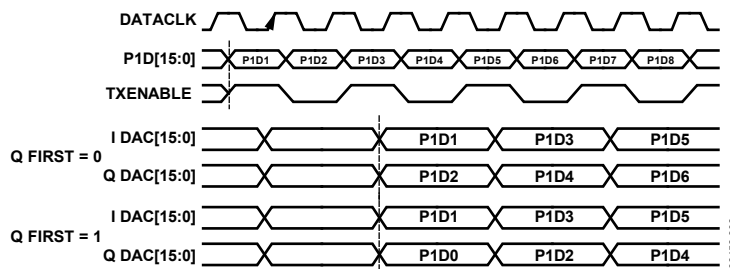 DATACLK
P1D[15:0] P1D1 P1D2 P1D3 P1D4 P1D5 P1D6 P1D7 P1D8
TXENABLE
Q FIRST = 0
I DAC[15:0] P1D1 P1D3 P1D5
Q DAC[15:0] P1D2 P1D4 P1D6
Q FIRST = 1
I DAC[15:0] P1D1 P1D3 P1D5
Q DAC[15:0] P1D0 P1D2 P1D4